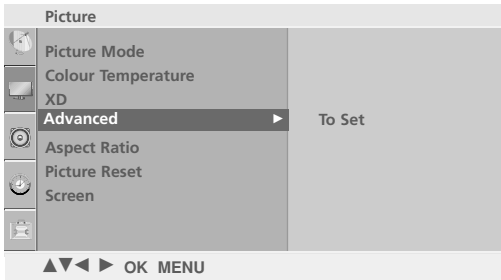 Picture
Picture Mode
Colour Temperature
XD
Advanced ► To Set
Aspect Ratio
Picture Reset
Screen
▲▼◄ ► OK MENU